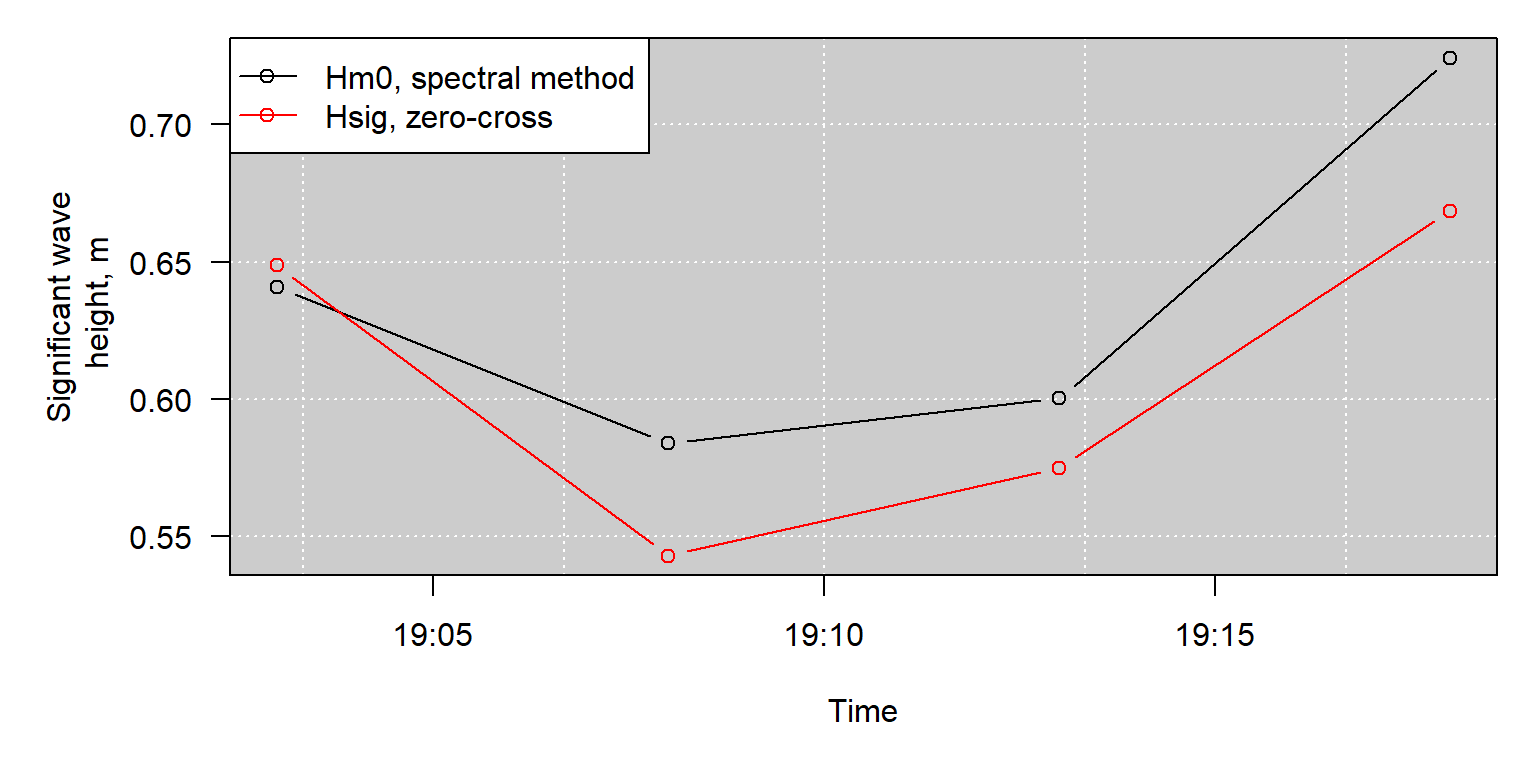 Hm0, spectral method
Hsig, zero-cross
Significant wave
height, m
0.70
0.65
0.60
0.55
19:05
19:10
19:15
Time